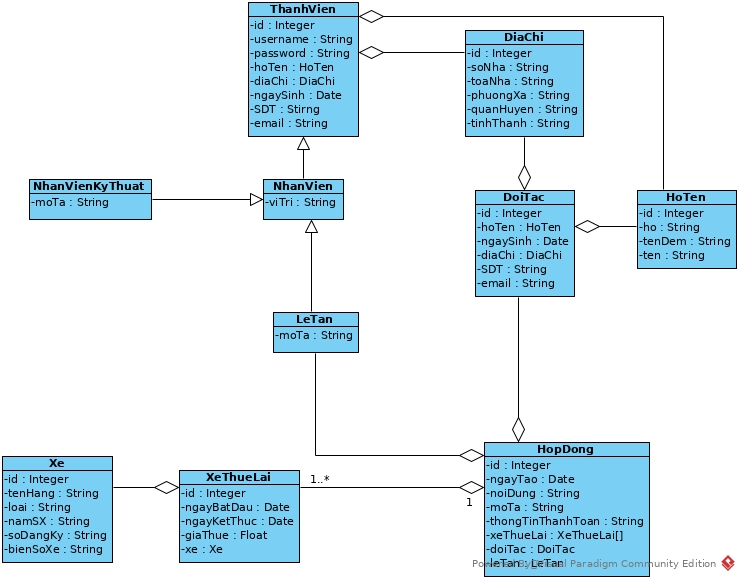 ThanhVien
-id : Integer
-username : String
-password : String
-hoTen : HoTen
-diaChi : DiaChi
-ngaySinh : Date
-SDT : Stirng
-email : String
DiaChi
-id : Integer
-soNha : String
-toaNha : String
-phuongXa : String
-quanHuyen : String
-tinhThanh : String
NhanVienKyThuat
-moTa : String
NhanVien
-viTri : String
DoiTac
-id : Integer
-hoTen : HoTen
-ngaySinh : Date
-diaChi : DiaChi
-SDT : String
-email : String
HoTen
-id : Integer
-ho : String
-tenDem : String
-ten : String
LeTan
-moTa : String
Xe
-id : Integer
-tenHang : String
-loai : String
-namSX : String
-soDangKy : String
-bienSoXe : String
XeThueLai
-id : Integer
-ngayBatDau : Date
-ngayKetThuc : Date
-giaThue : Float
-xe : Xe
1..*
1
HopDong
-id : Integer
-ngayTao : Date
-noiDung : String
-moTa : String
-thongTinThanhToan : String
-xeThueLai : XeThueLai[]
-doiTac : DoiTac
-leTan : LeTan
Powered By Visual Paradigm Community Edition